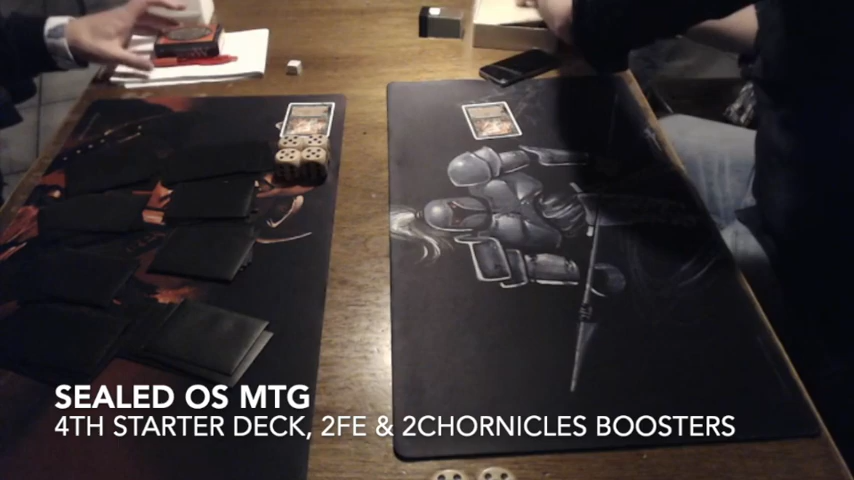 SEALED OS MTG
4TH STARTER DECK, 2FE & 2CHORNICLES BOOSTERS